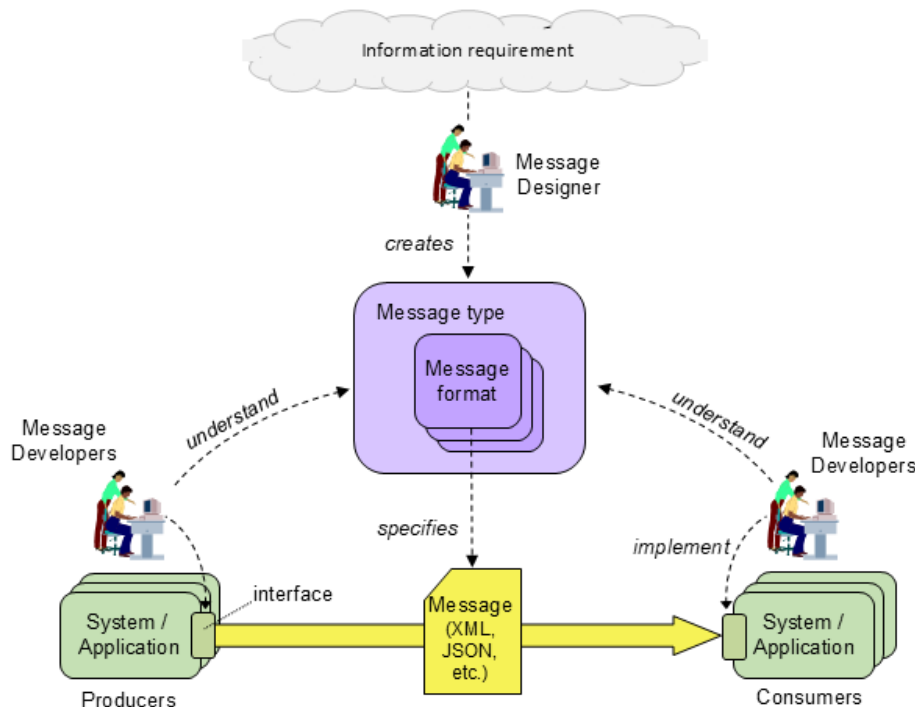 Information requirement
Message
Designer
creates
Message type
Message
format
understand
understand
Message
Developers
Message
Developers
specifies
implement
interface
System /
Application
Message
(XML,
JSON,
etc.)
System /
Application
Producers
Consumers